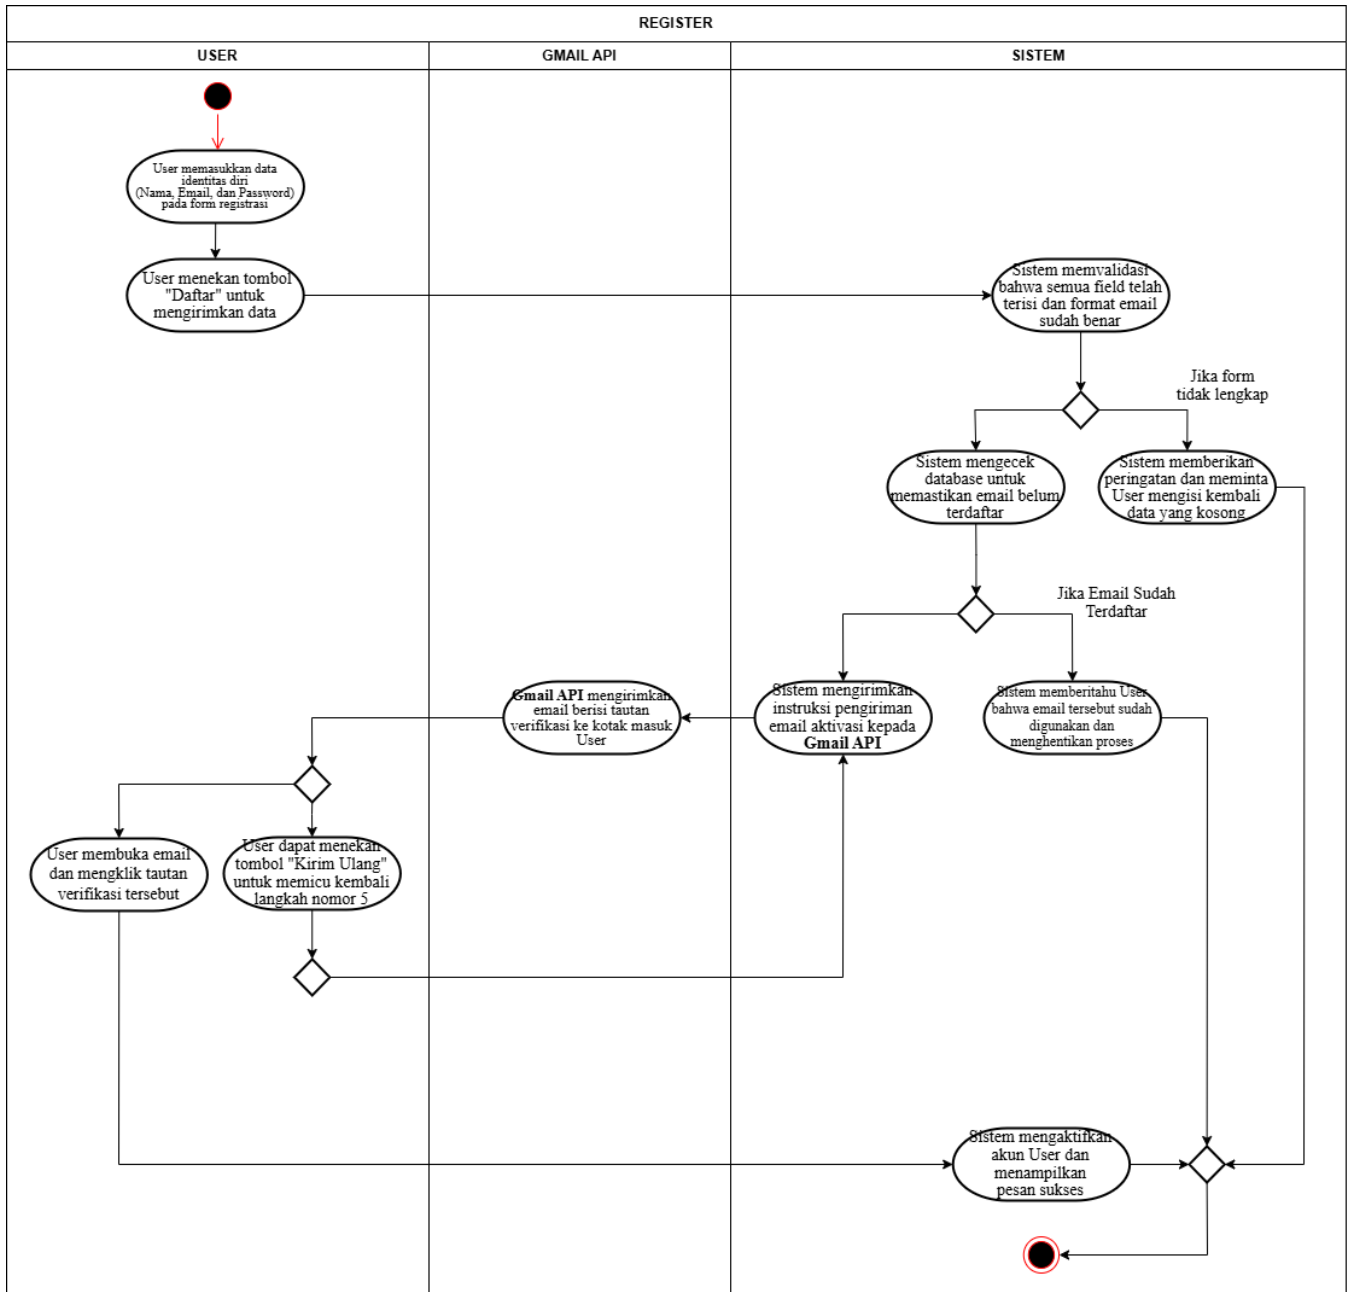 REGISTER
USER
GMAIL API
SISTEM
User memasukkan data
identitas diri
(Nama, Email, dan Password)
pada form registrasi
User menekan tombol
"Daftar" untuk
mengirimkan data
Sistem memvalidasi
bahwa semua field telah
terisi dan format email
sudah benar
Jika form
tidak lengkap
Sistem mengecek
database untuk
memastikan email belum
terdaftar
Sistem memberikan
peringatan dan meminta
User mengisi kembali
data yang kosong
Jika Email Sudah
Terdaftar
Gmail API mengirimkan
email berisi tautan
verifikasi ke kotak masuk
User
Sistem mengirimkan
instruksi pengiriman
email aktivasi kepada
Gmail API
Sistem memberitahu User
bahwa email tersebut sudah
digunakan dan
menghentikan proses
User membuka email
dan mengklik tautan
verifikasi tersebut
User dapat menekan
tombol "Kirim Ulang"
untuk memicu kembali
langkah nomor 5
Sistem mengaktifkan
akun User dan
menampilkan
pesan sukses